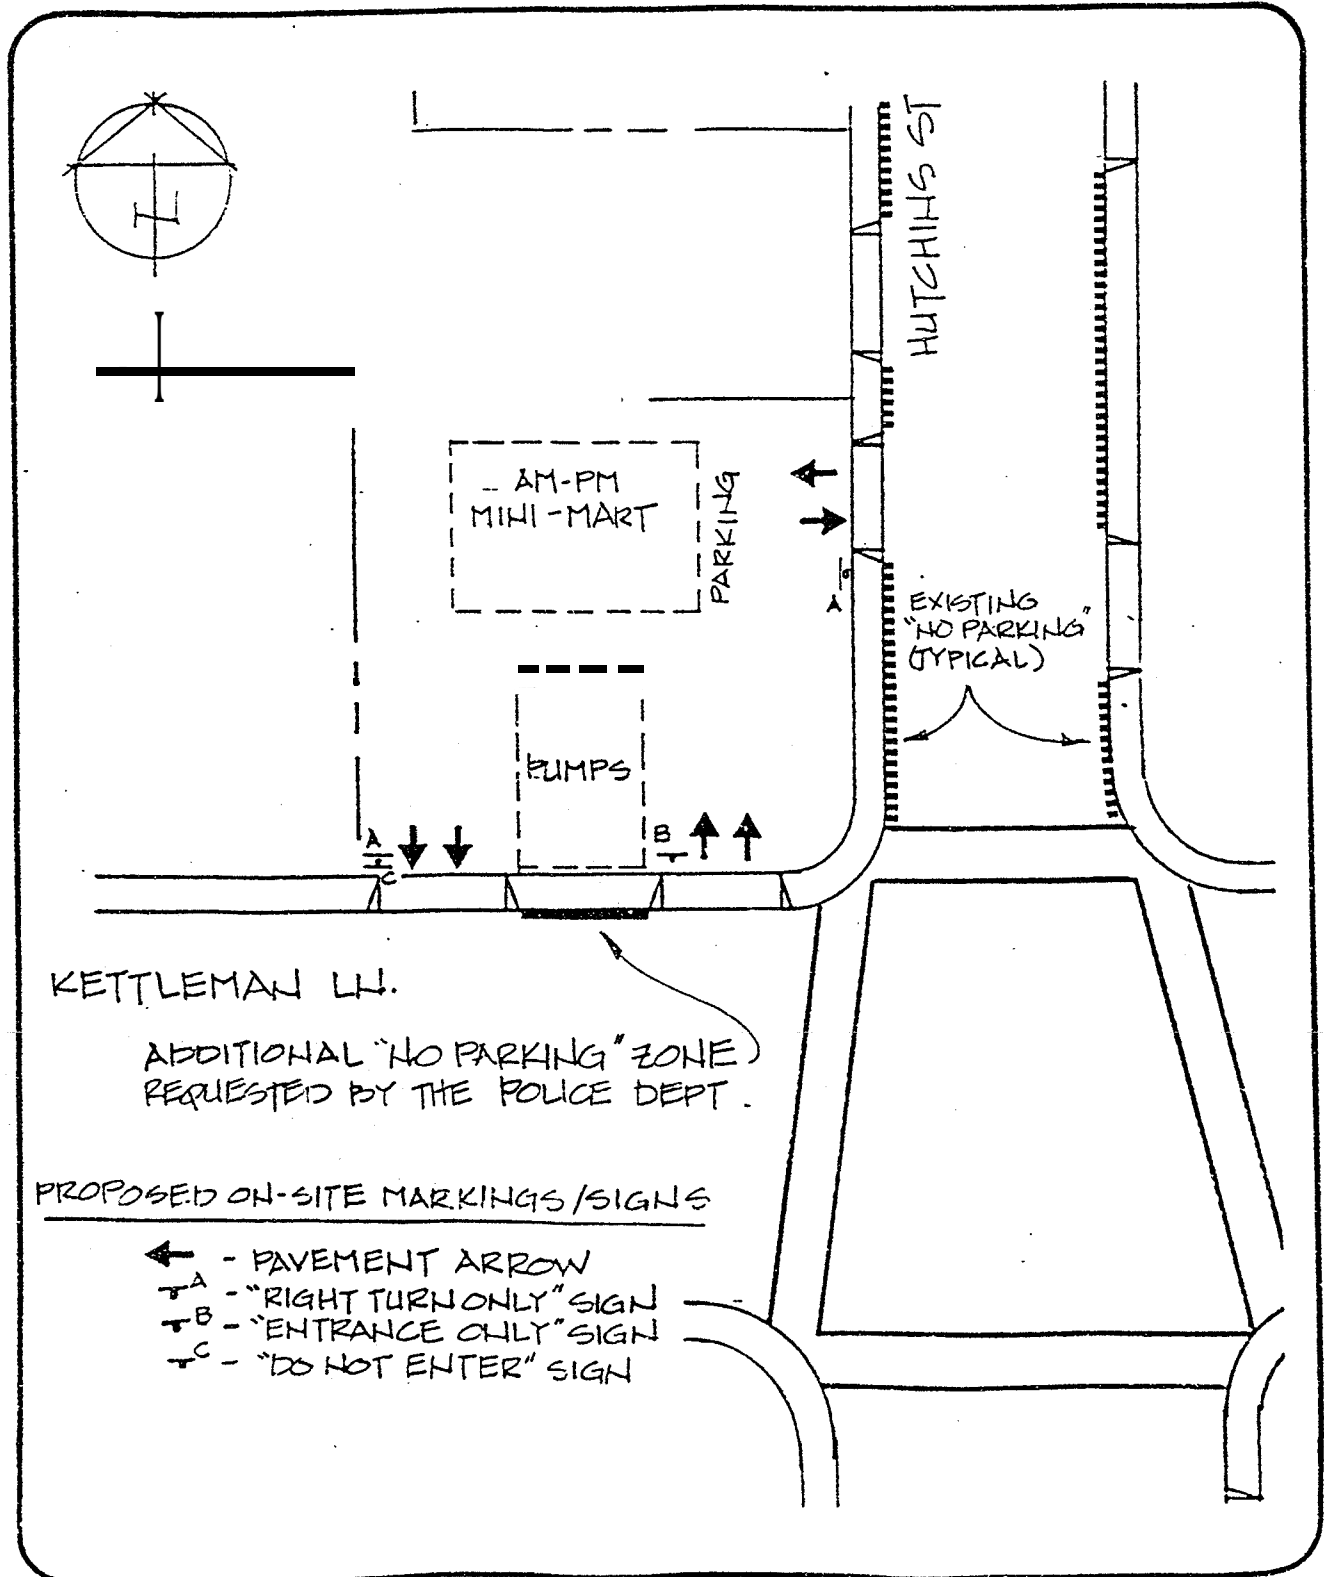 N
HUTCHINS ST
AM-PM
MINI-MART
PARKING
A
EXISTING
"NO PARKING"
(TYPICAL)
PUMPS
A
B
C
KETTLEMAN LN.
ADDITIONAL "NO PARKING" ZONE
REQUESTED BY THE POLICE DEPT.
PROPOSED ON-SITE MARKINGS/SIGNS
- PAVEMENT ARROW
A - "RIGHT TURN ONLY" SIGN
B - "ENTRANCE ONLY" SIGN
C - "DO NOT ENTER" SIGN